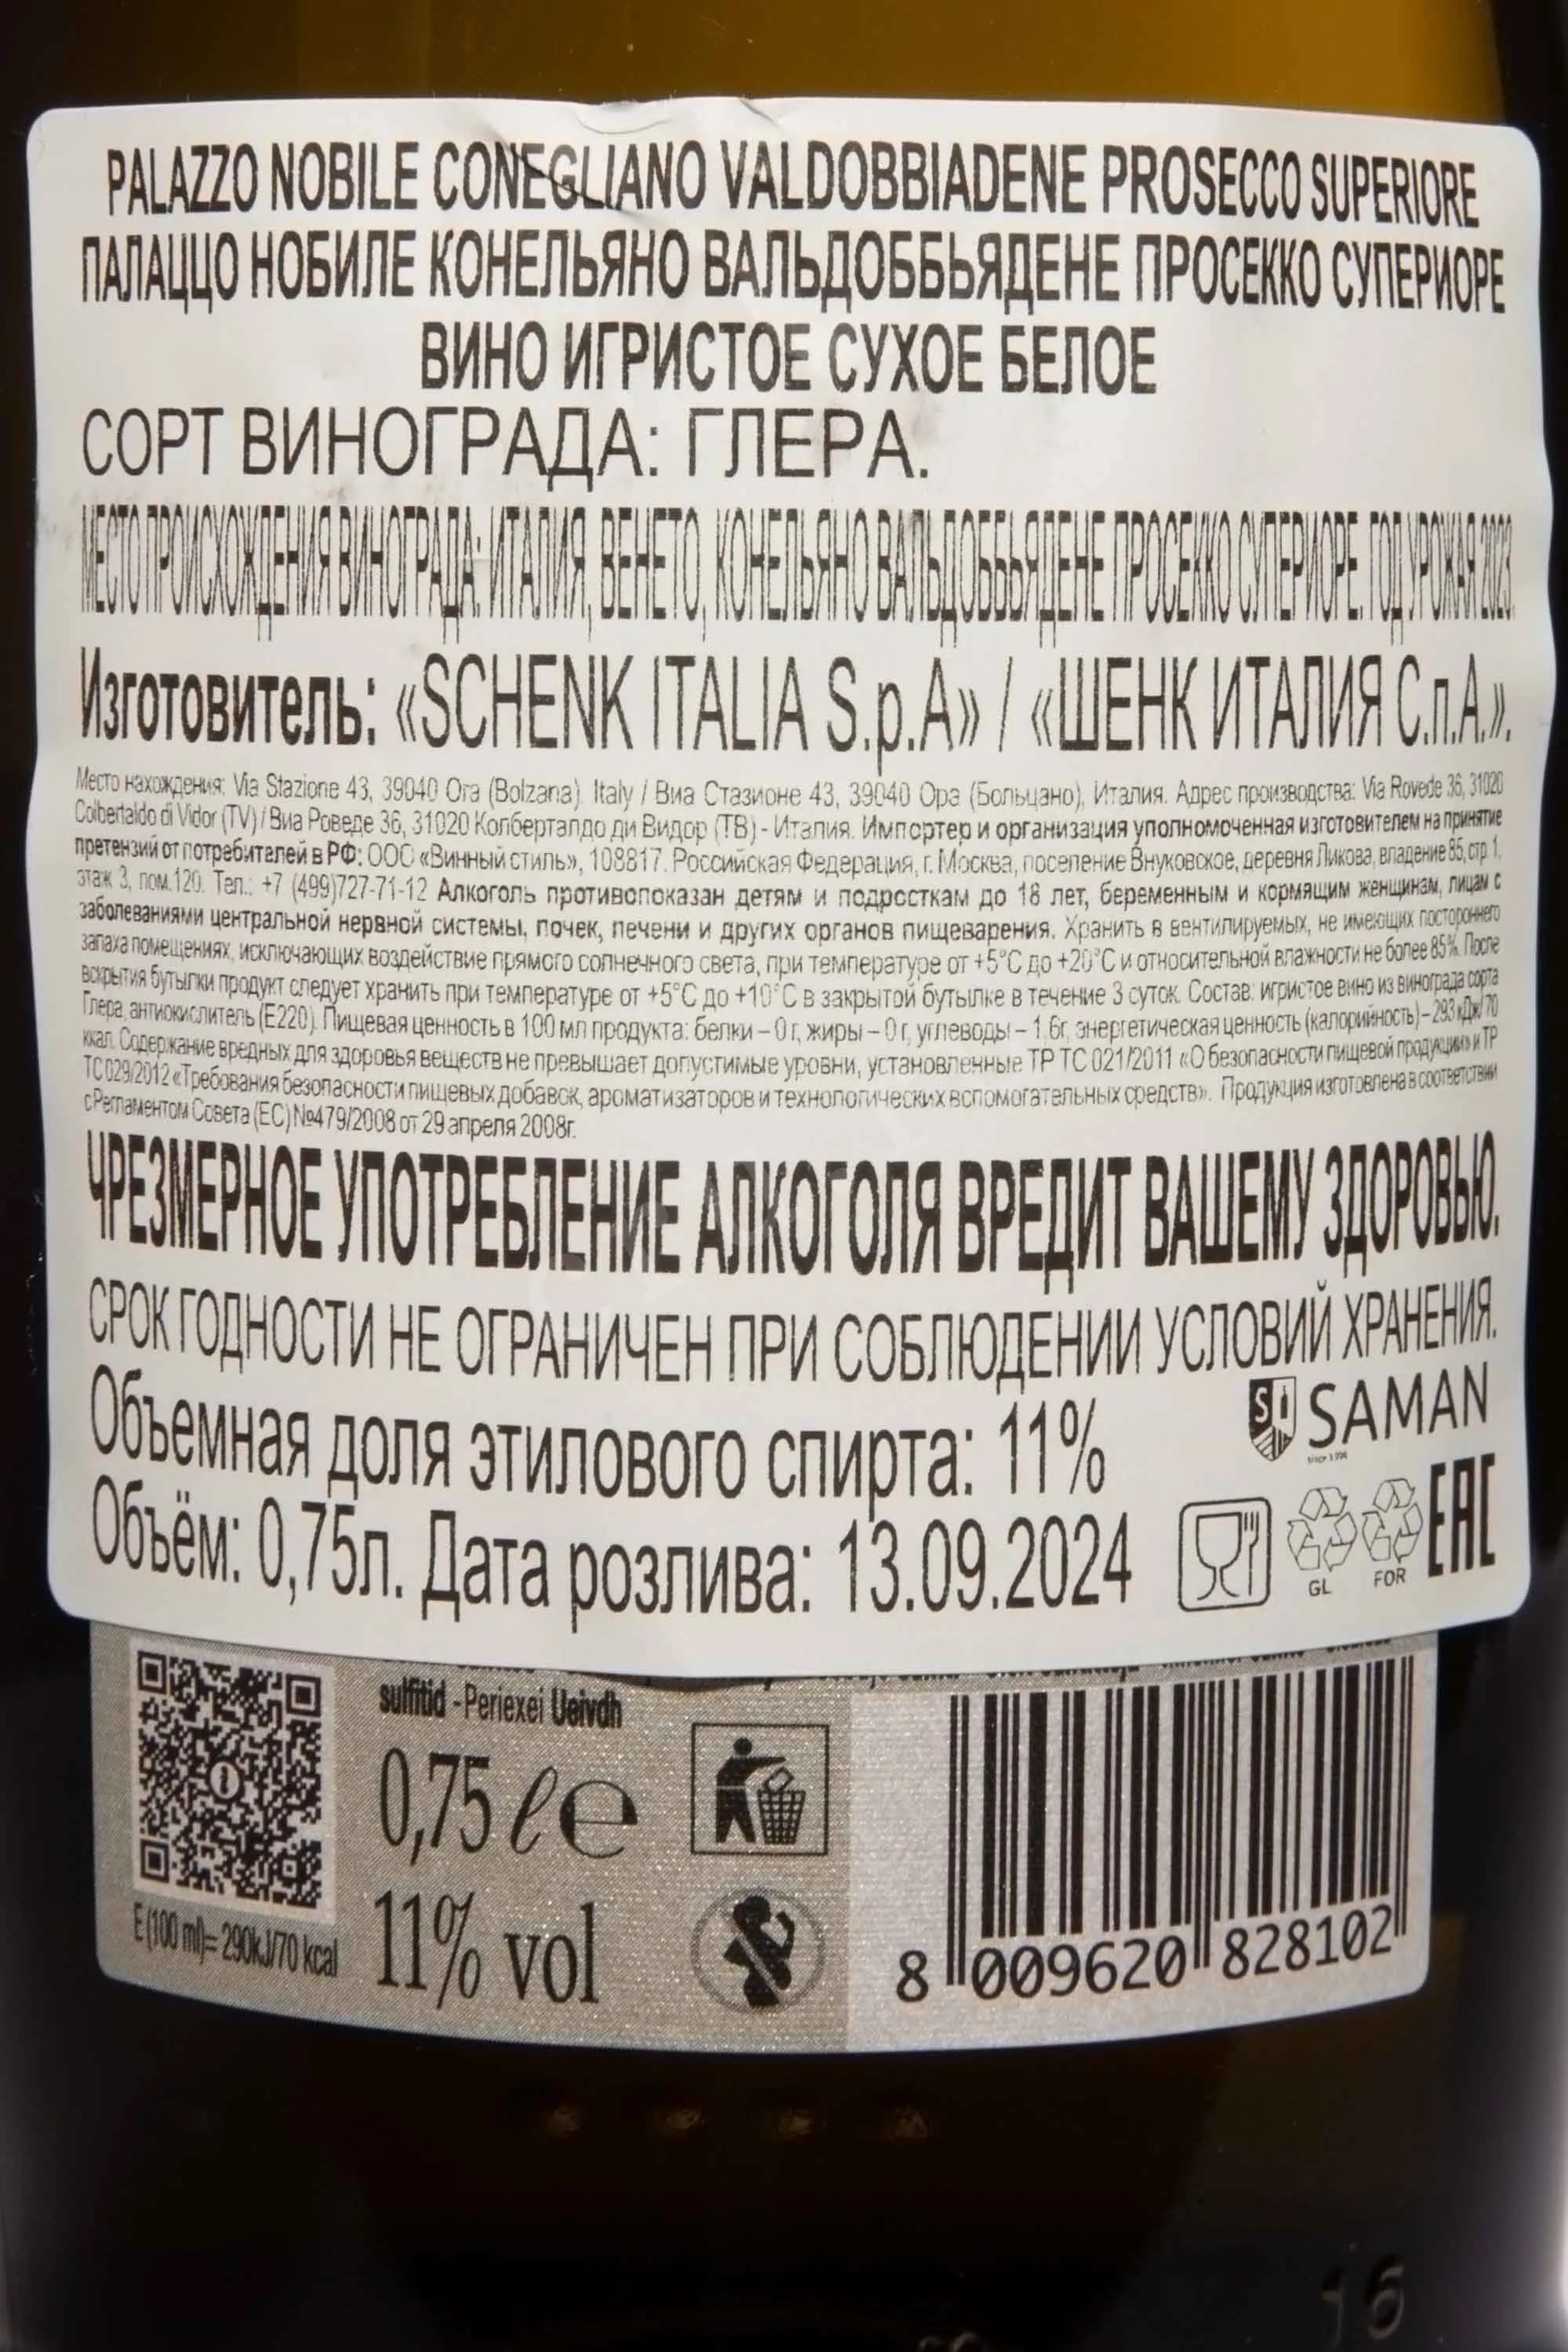 PALAZZO NOBILE CONEGLIANO VALDOBBIADENE PROSECCO SUPERIORE
ПАЛАЦЦО НОБИЛЕ КОНЕЛЬЯНО ВАЛЬДОББЬЯДЕНЕ ПРОСЕККО СУПЕРИОРЕ
ВИНО ИГРИСТОЕ СУХОЕ БЕЛОЕ
СОРТ ВИНОГРАДА: ГЛЕРА.
МЕСТО ПРОИСХОЖДЕНИЯ ВИНОГРАДА: ИТАЛИЯ, ВЕНЕТО, КОНЕЛЬЯНО ВАЛЬДОББЬЯДЕНЕ ПРОСЕККО СУПЕРИОРЕ. ГОД УРОЖАЯ 2023.
Изготовитель: «SCHENK ITALIA S.p.A» / «ШЕНК ИТАЛИЯ С.п.А.».
Место нахождения: Via Stazione 43, 39040 Ora (Bolzana) Italy / Виа Стазионе 43, 39040 Ора (Больцано), Италия. Адрес производства: Via Rovede 36, 31020
Colbertaldo di Vidor (TV) / Виа Роведе 36, 31020 Колберталдо ди Видор (ТВ) - Италия. Импортер и организация уполномоченная изготовителем на принятие
претензий от потребителей в РФ: ООО «Винный стиль», 108817, Российская Федерация, г. Москва, поселение Внуковское, деревня Ликова, владение 85, стр. 1,
этаж 3, пом.120. Тел.: +7 (499)727-71-12 Алкоголь противопоказан детям и подросткам до 18 лет, беременным и кормящим женщинам, лицам с
заболеваниями центральной нервной системы, почек, печени и других органов пищеварения. Хранить в вентилируемых, не имеющих постороннего
запаха помещениях, исключающих воздействие прямого солнечного света, при температуре от +5°С до +20°С и относительной влажности не более 85%. После
вскрытия бутылки продукт следует хранить при температуре от +5°С до +10°С в закрытой бутылке в течение 3 суток. Состав: игристое вино из винограда сорта
Глера, антиокислитель (Е220). Пищевая ценность в 100 мл продукта: белки – 0 г, жиры – 0 г, углеводы – 1,6г, энергетическая ценность (калорийность) – 293 кДж/ 70
ккал. Содержание вредных для здоровья веществ не превышает допустимые уровни, установленные ТР ТС 021/2011 «О безопасности пищевой продукции» и ТР
ТС 029/2012 «Требования безопасности пищевых добавок, ароматизаторов и технологических вспомогательных средств». Продукция изготовлена в соответствии
с Регламентом Совета (ЕС) №479/2008 от 29 апреля 2008г.
ЧРЕЗМЕРНОЕ УПОТРЕБЛЕНИЕ АЛКОГОЛЯ ВРЕДИТ ВАШЕМУ ЗДОРОВЬЮ.
СРОК ГОДНОСТИ НЕ ОГРАНИЧЕН ПРИ СОБЛЮДЕНИИ УСЛОВИЙ ХРАНЕНИЯ.
Объемная доля этилового спирта: 11%
SAMAN
Объём: 0,75л. Дата розлива: 13.09.2024
GL FOR EAC
sulfitid - Periexei Ueivdh
0,75 ℓ e
11% vol
E (100 ml)= 290kJ/70 kcal
8 009620 828102
16